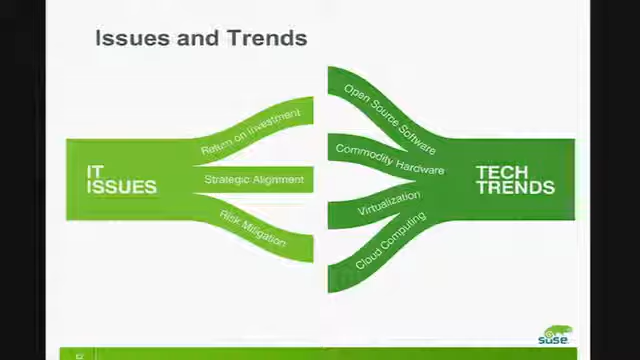 Issues and Trends
IT
ISSUES
Return on Investment
Strategic Alignment
Risk Mitigation
Open Source Software
Commodity Hardware
Virtualization
Cloud Computing
TECH
TRENDS
SUSE